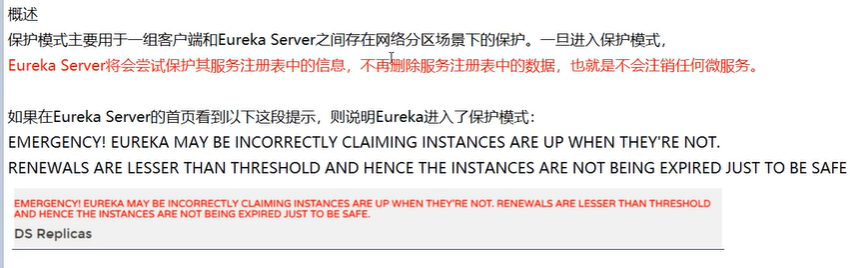 概述
保护模式主要用于一组客户端和Eureka Server之间存在网络分区场景下的保护。一旦进入保护模式，
Eureka Server将会尝试保护其服务注册表中的信息，不再删除服务注册表中的数据，也就是不会注销任何微服务。
如果在Eureka Server的首页看到以下这段提示，则说明Eureka进入了保护模式：
EMERGENCY! EUREKA MAY BE INCORRECTLY CLAIMING INSTANCES ARE UP WHEN THEY'RE NOT.
RENEWALS ARE LESSER THAN THRESHOLD AND HENCE THE INSTANCES ARE NOT BEING EXPIRED JUST TO BE SAFE
EMERGENCY! EUREKA MAY BE INCORRECTLY CLAIMING INSTANCES ARE UP WHEN THEY'RE NOT. RENEWALS ARE LESSER THAN THRESHOLD
AND HENCE THE INSTANCES ARE NOT BEING EXPIRED JUST TO BE SAFE.
DS Replicas